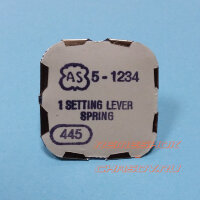 AS 5-1234
1 SETTING LEVER
SPRING
445